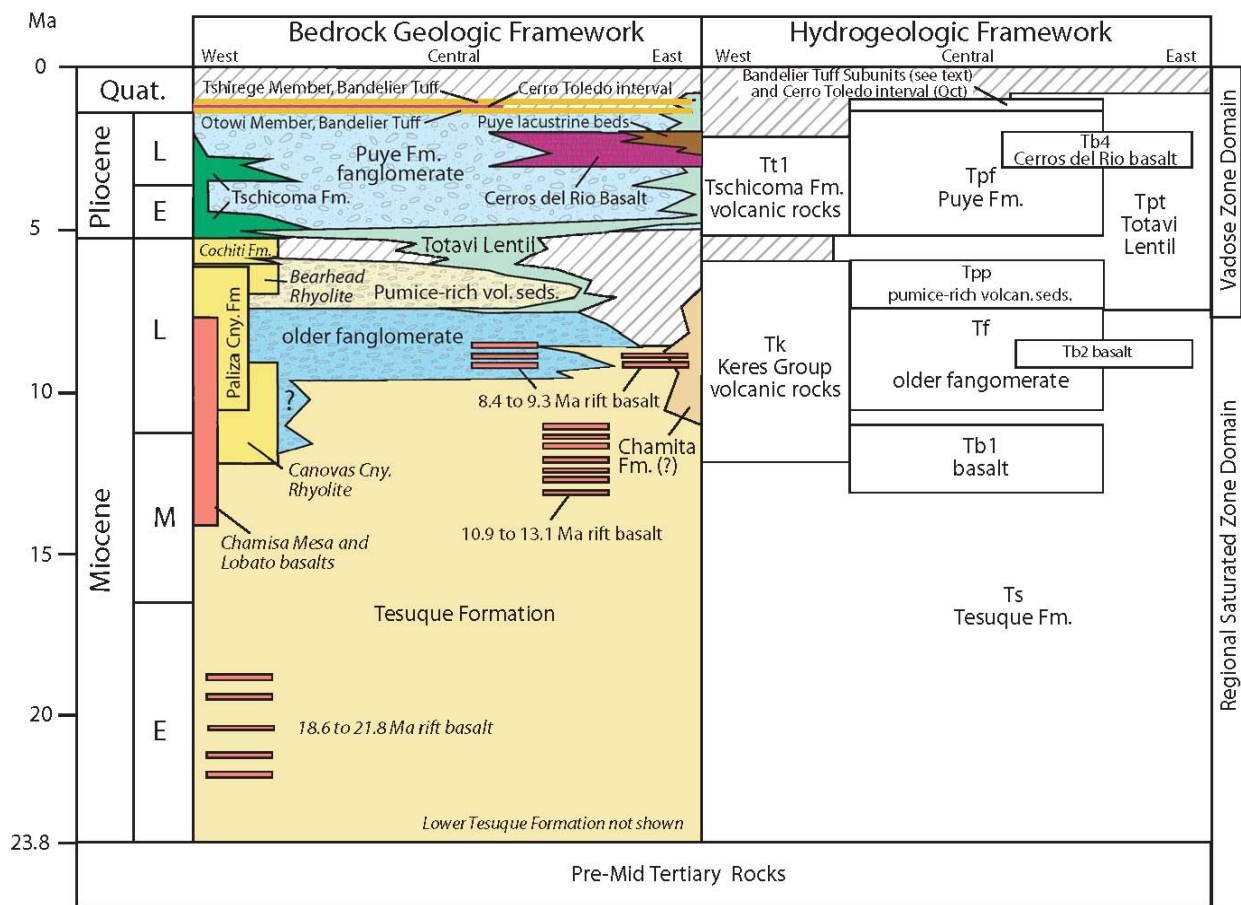 Ma
Bedrock Geologic Framework
Hydrogeologic Framework
West
Central
East
West
Central
East
0
5
10
15
20
23.8
Quat.
Pliocene
L
E
Miocene
L
M
E
Tshirege Member, Bandelier Tuff
Cerro Toledo interval
Otowi Member, Bandelier Tuff
Puye lacustrine beds
Puye Fm.
fanglomerate
Tschicoma Fm.
Cerros del Rio Basalt
Totavi Lentil
Cochiti Fm.
Bearhead
Rhyolite
Pumice-rich vol. seds.
Paliza Cny. Fm
older fanglomerate
?
8.4 to 9.3 Ma rift basalt
Chamita
Fm. (?)
Canovas Cny.
Rhyolite
10.9 to 13.1 Ma rift basalt
Chamisa Mesa and
Lobato basalts
Tesuque Formation
18.6 to 21.8 Ma rift basalt
Lower Tesuque Formation not shown
Bandelier Tuff Subunits (see text)
and Cerro Toledo interval (Qct)
Tt1
Tschicoma Fm.
volcanic rocks
Tpf
Puye Fm.
Tb4
Cerros del Rio basalt
Tpt
Totavi
Lentil
Tpp
pumice-rich volcan. seds.
Tk
Keres Group
volcanic rocks
Tf
older fangomerate
Tb2 basalt
Tb1
basalt
Ts
Tesuque Fm.
Vadose Zone Domain
Regional Saturated Zone Domain
Pre-Mid Tertiary Rocks